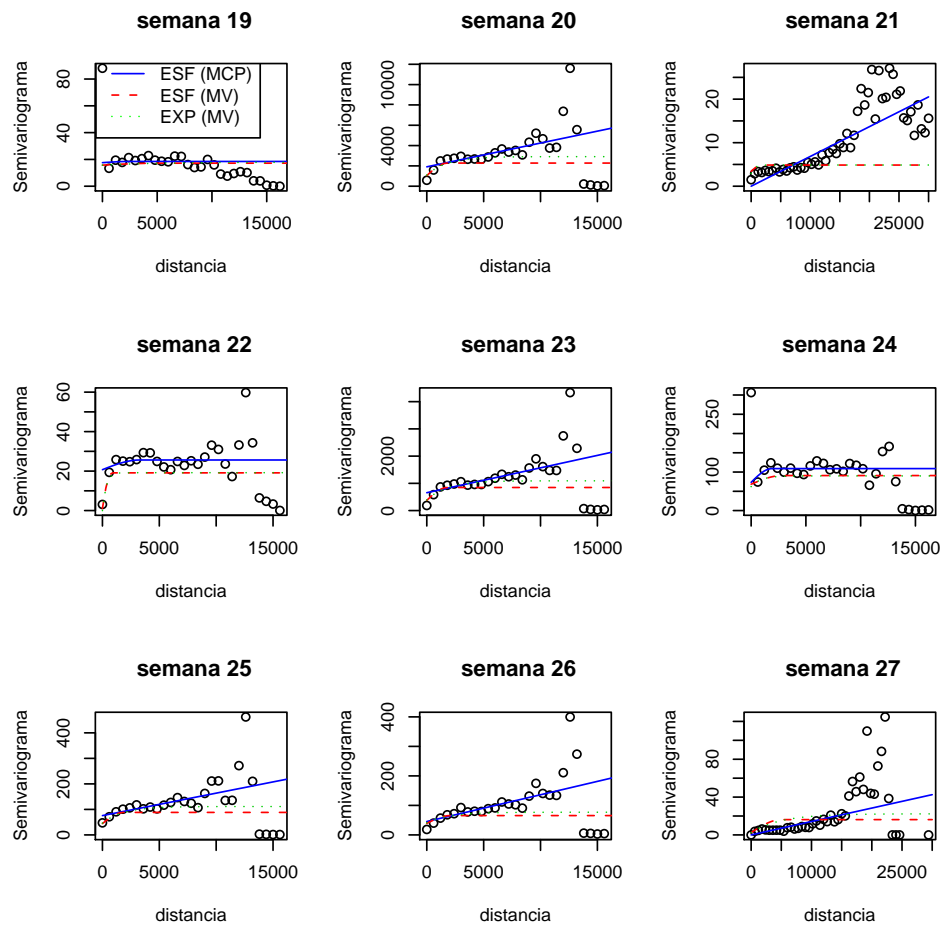 semana 19
Semivariograma
80
40
0
ESF (MCP)
ESF (MV)
EXP (MV)
0 5000 15000
distancia
semana 20
Semivariograma
10000
4000
0
0 5000 15000
distancia
semana 21
Semivariograma
20
10
0
0 10000 25000
distancia
semana 22
Semivariograma
60
40
20
0
0 5000 15000
distancia
semana 23
Semivariograma
2000
0
0 5000 15000
distancia
semana 24
Semivariograma
250
100
0
0 5000 15000
distancia
semana 25
Semivariograma
400
200
0
0 5000 15000
distancia
semana 26
Semivariograma
400
200
0
0 5000 15000
distancia
semana 27
Semivariograma
80
40
0
0 10000 25000
distancia